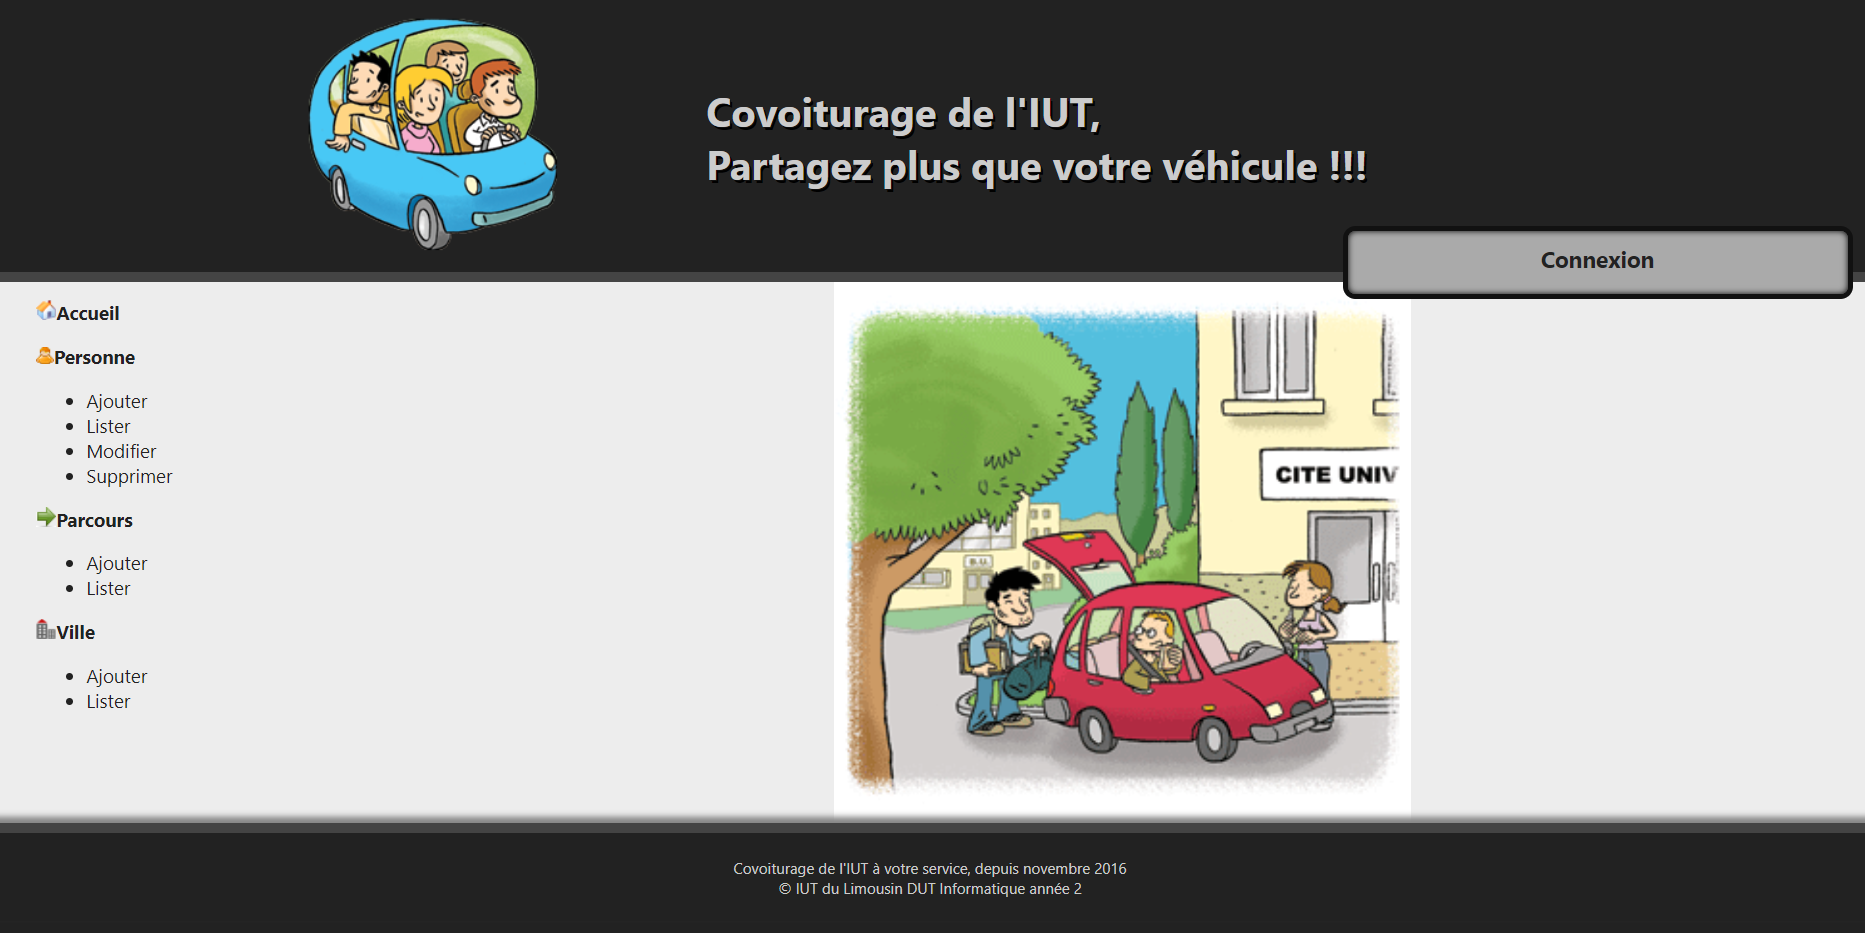 Covoiturage de l'IUT,
Partagez plus que votre véhicule !!!
Connexion
Accueil
Personne
Ajouter
Lister
Modifier
Supprimer
Parcours
Ajouter
Lister
Ville
Ajouter
Lister
CITE UNIV
B.U.
Covoiturage de l'IUT à votre service, depuis novembre 2016
© IUT du Limousin DUT Informatique année 2